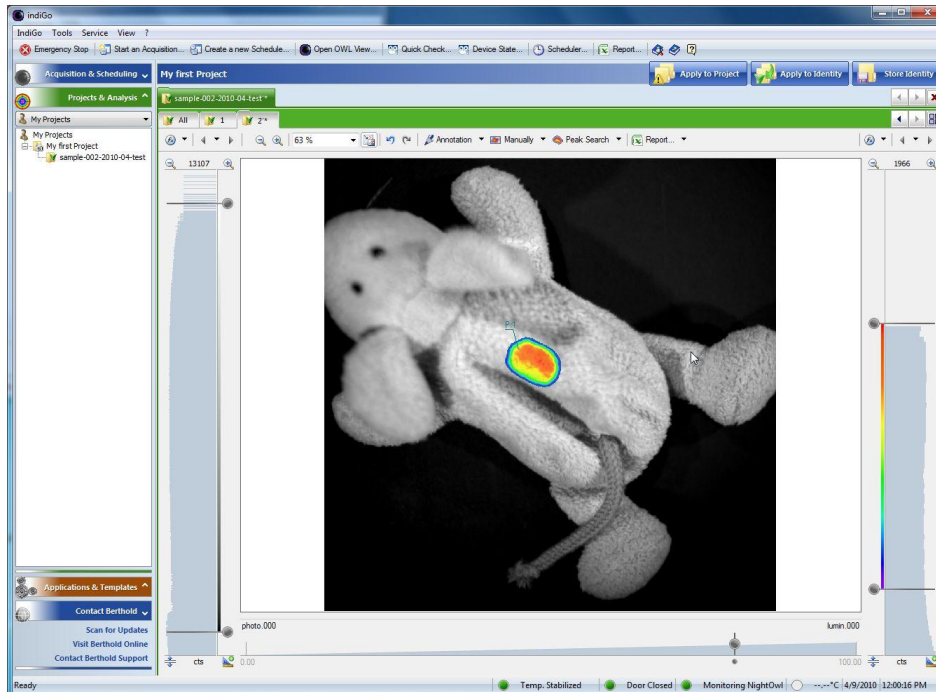 indiGo
IndiGo Tools Service View ?
Emergency Stop Start an Acquisition... Create a new Schedule... Open OWL View... Quick Check... Device State... Scheduler... Report...
Acquisition & Scheduling
My first Project
Apply to Project
Apply to Identity
Store Identity
Projects & Analysis
sample-002-2010-04-test*
My Projects
All 1 2*
My Projects
My first Project
sample-002-2010-04-test
63 %
Annotation
Manually
Peak Search
Report...
13107
1966
Applications & Templates
Contact Berthold
Scan for Updates
Visit Berthold Online
Contact Berthold Support
photo.000
lumin.000
cts
0.00
100.00
cts
Ready
Temp. Stabilized
Door Closed
Monitoring NightOwl
--.--°C
4/9/2010
12:00:16 PM